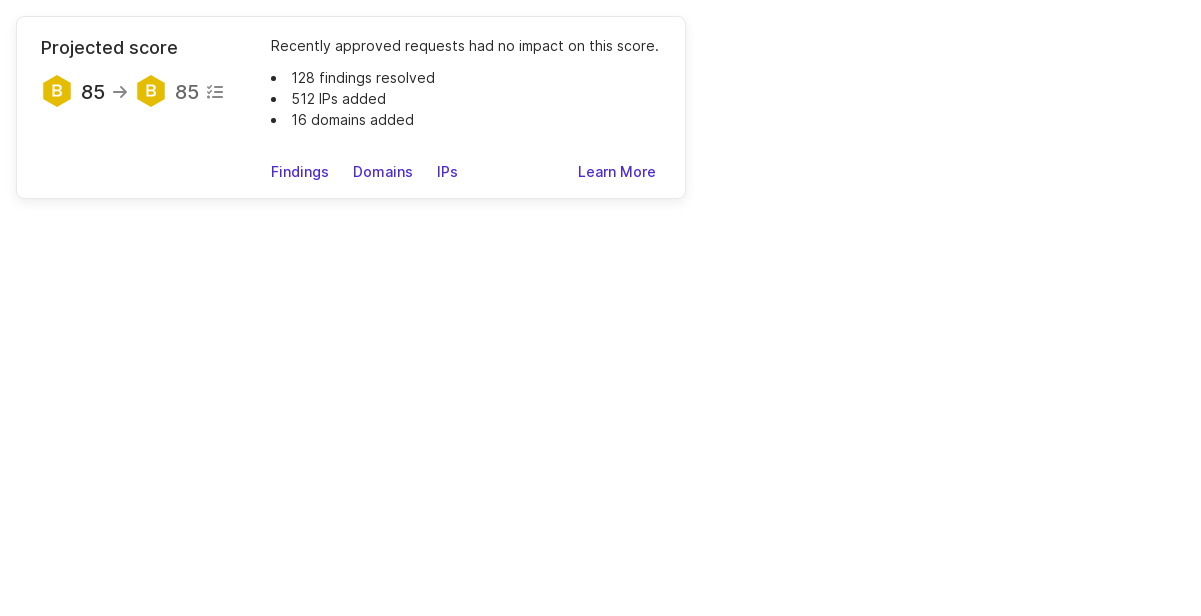 Projected score
B 85 → B 85
Recently approved requests had no impact on this score.
• 128 findings resolved
• 512 IPs added
• 16 domains added
Findings Domains IPs Learn More